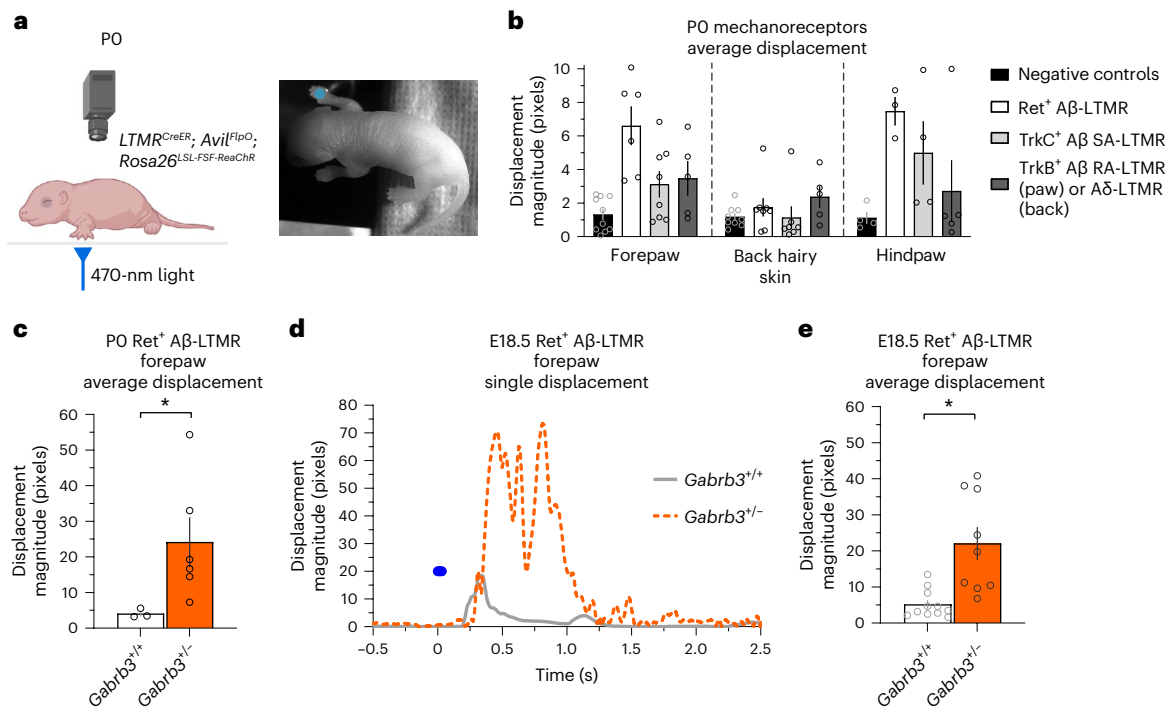 a
P0
LTMR^CreER; Avil^FlpO;
Rosa26^LSL-FSF-ReaChR
470-nm light
b
P0 mechanoreceptors
average displacement
Displacement
magnitude (pixels)
10
8
6
4
2
0
Forepaw
Back hairy
skin
Hindpaw
Negative controls
Ret⁺ Aβ-LTMR
TrkC⁺ Aβ SA-LTMR
TrkB⁺ Aβ RA-LTMR
(paw) or Aδ-LTMR
(back)
c
P0 Ret⁺ Aβ-LTMR
forepaw
average displacement
Displacement
magnitude (pixels)
60
50
40
30
20
10
0
*
Gabrb3⁺/⁺
Gabrb3⁺/⁻
d
E18.5 Ret⁺ Aβ-LTMR
forepaw
single displacement
Displacement
magnitude (pixels)
80
70
60
50
40
30
20
10
0
−0.5 0 0.5 1.0 1.5 2.0 2.5
Time (s)
Gabrb3⁺/⁺
Gabrb3⁺/⁻
e
E18.5 Ret⁺ Aβ-LTMR
forepaw
average displacement
Displacement
magnitude (pixels)
60
50
40
30
20
10
0
*
Gabrb3⁺/⁺
Gabrb3⁺/⁻